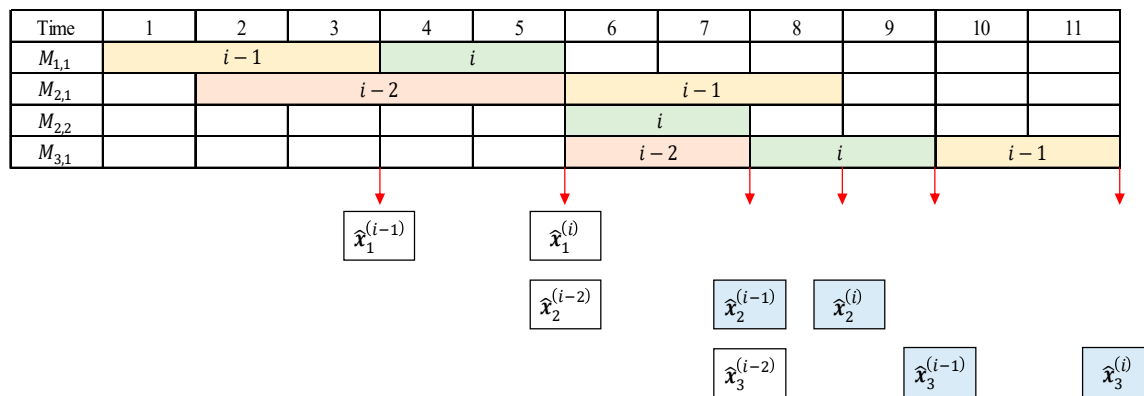 Time 1 2 3 4 5 6 7 8 9 10 11
M₁,₁ i − 1 i
M₂,₁ i − 2 i − 1
M₂,₂ i
M₃,₁ i − 2 i i − 1
x̂₁⁽ⁱ⁻¹⁾ x̂₁⁽ⁱ⁾
x̂₂⁽ⁱ⁻²⁾ x̂₂⁽ⁱ⁻¹⁾ x̂₂⁽ⁱ⁾
x̂₃⁽ⁱ⁻²⁾ x̂₃⁽ⁱ⁻¹⁾ x̂₃⁽ⁱ⁾